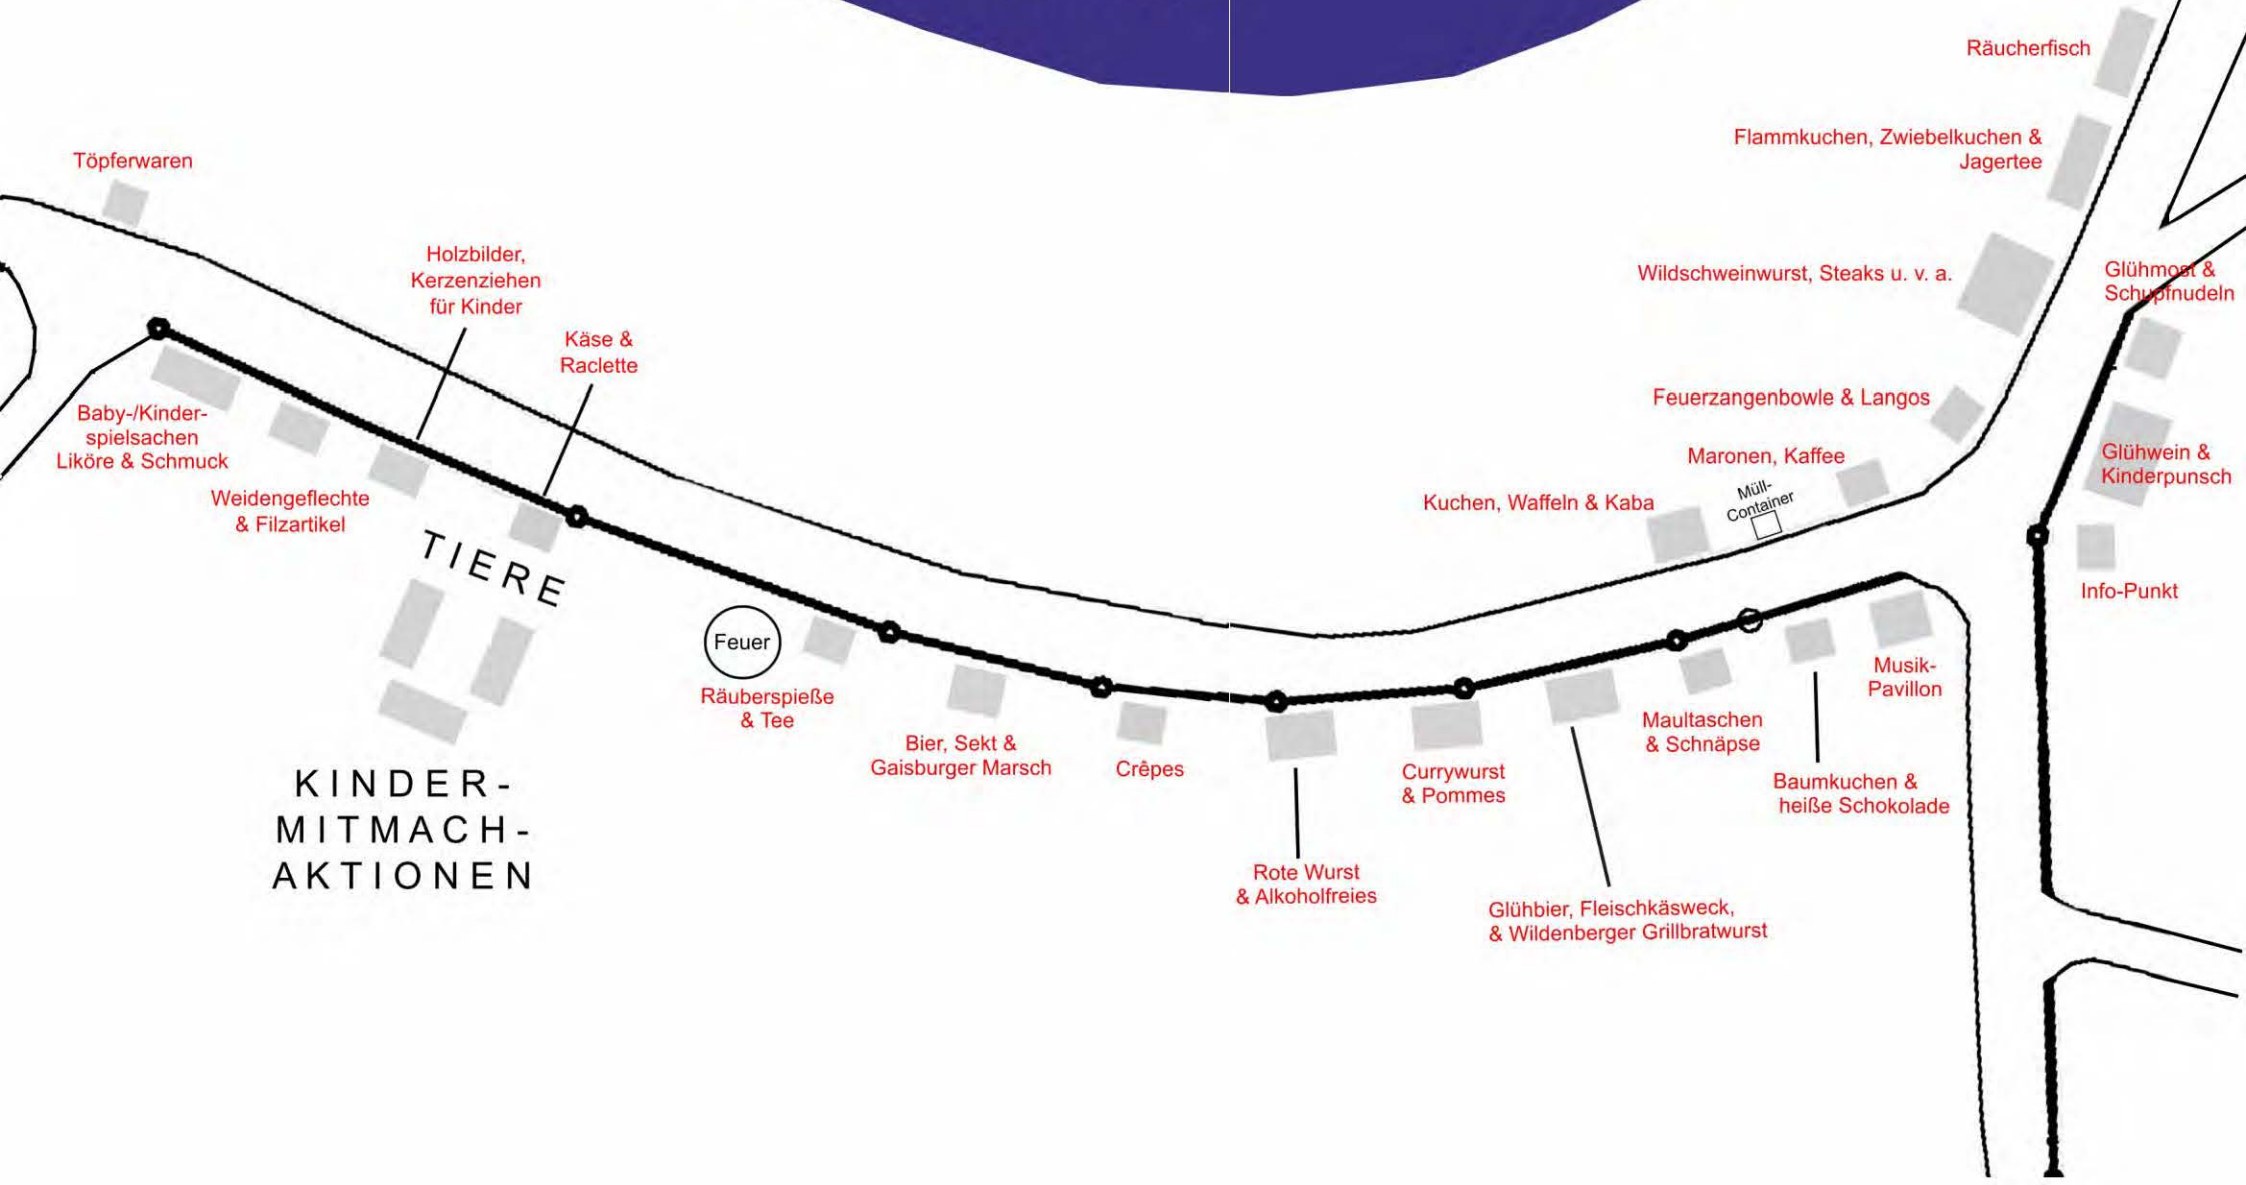 Räucherfisch
Flammkuchen, Zwiebelkuchen &
Jagertee
Töpferwaren
Holzbilder,
Kerzenziehen
für Kinder
Wildschweinwurst, Steaks u. v. a.
Glühmost &
Schupfnudeln
Käse &
Raclette
Feuerzangenbowle & Langos
Baby-/Kinder-
spielsachen
Liköre & Schmuck
Maronen, Kaffee
Glühwein &
Kinderpunsch
Weidengeflechte
& Filzartikel
Kuchen, Waffeln & Kaba
Müll-
Container
TIERE
Info-Punkt
Feuer
Räuberspieße
& Tee
Musik-
Pavillon
Bier, Sekt &
Gaisburger Marsch
Crêpes
Currywurst
& Pommes
Maultaschen
& Schnäpse
Baumkuchen &
heiße Schokolade
KINDER-
MITMACH-
AKTIONEN
Rote Wurst
& Alkoholfreies
Glühbier, Fleischkäsweck,
& Wildenberger Grillbratwurst